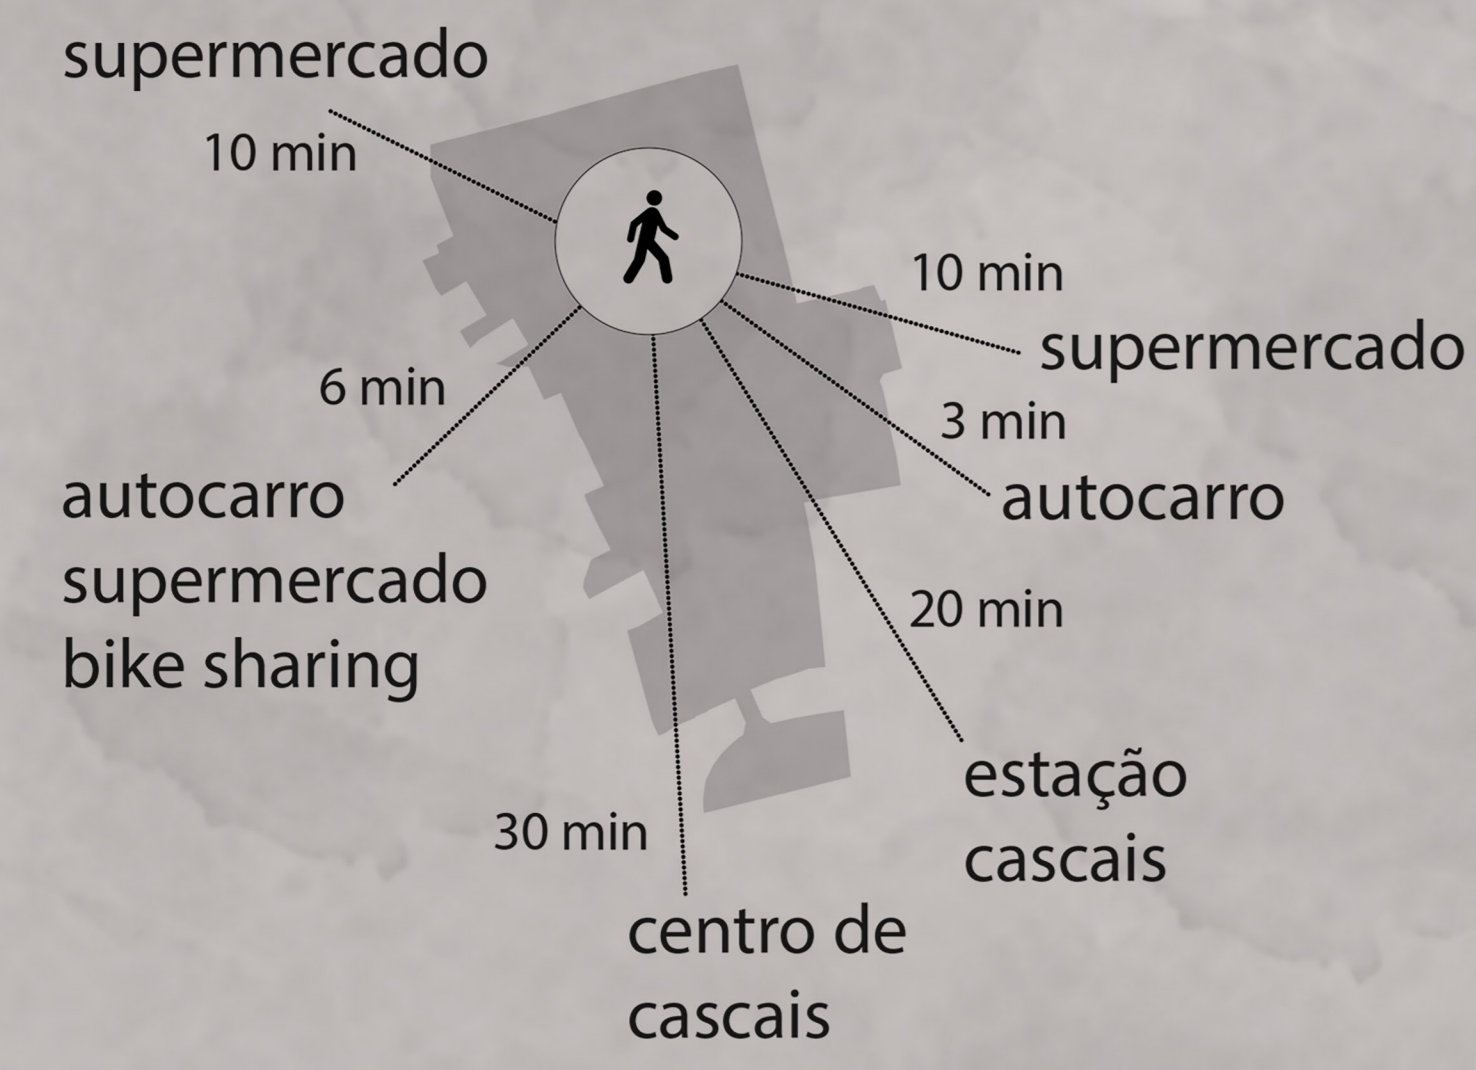 supermercado
10 min
10 min
supermercado
6 min
3 min
autocarro
autocarro
supermercado
bike sharing
20 min
estação
cascais
30 min
centro de
cascais